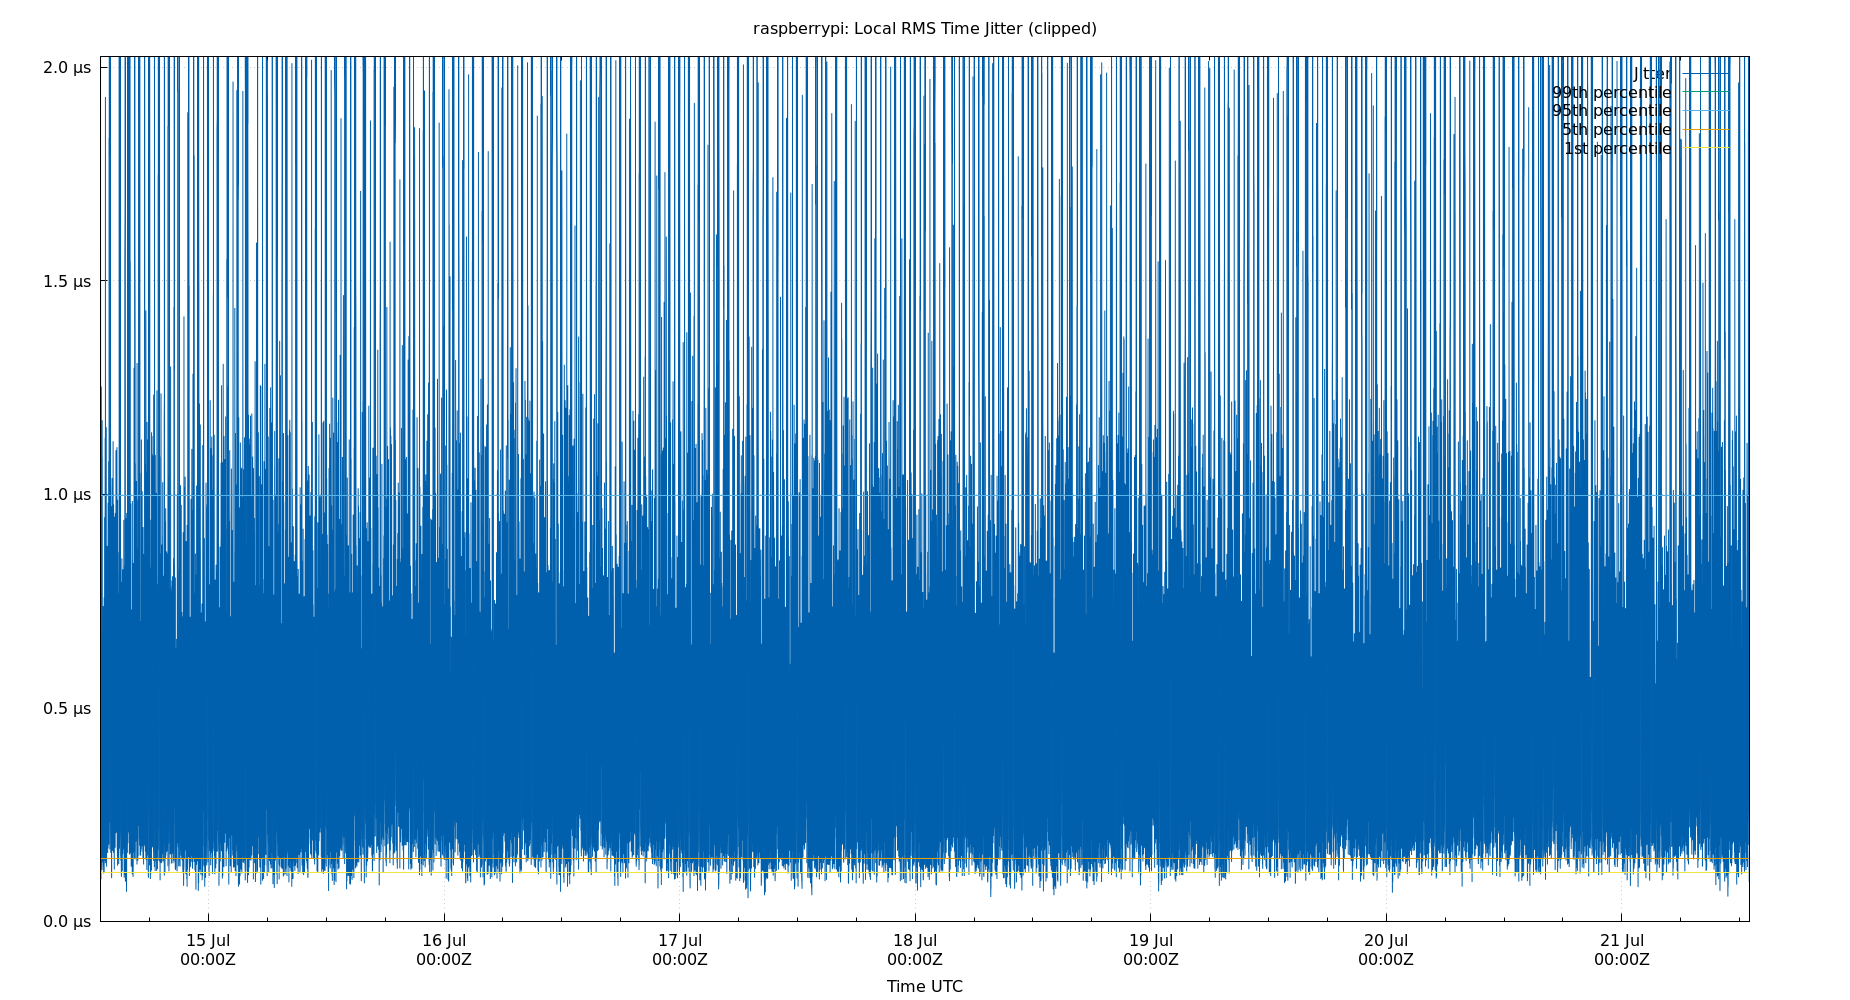 raspberrypi: Local RMS Time Jitter (clipped)
2.0 µs
1.5 µs
1.0 µs
0.5 µs
0.0 µs
Jitter
99th percentile
95th percentile
5th percentile
1st percentile
15 Jul
00:00Z
16 Jul
00:00Z
17 Jul
00:00Z
18 Jul
00:00Z
19 Jul
00:00Z
20 Jul
00:00Z
21 Jul
00:00Z
Time UTC